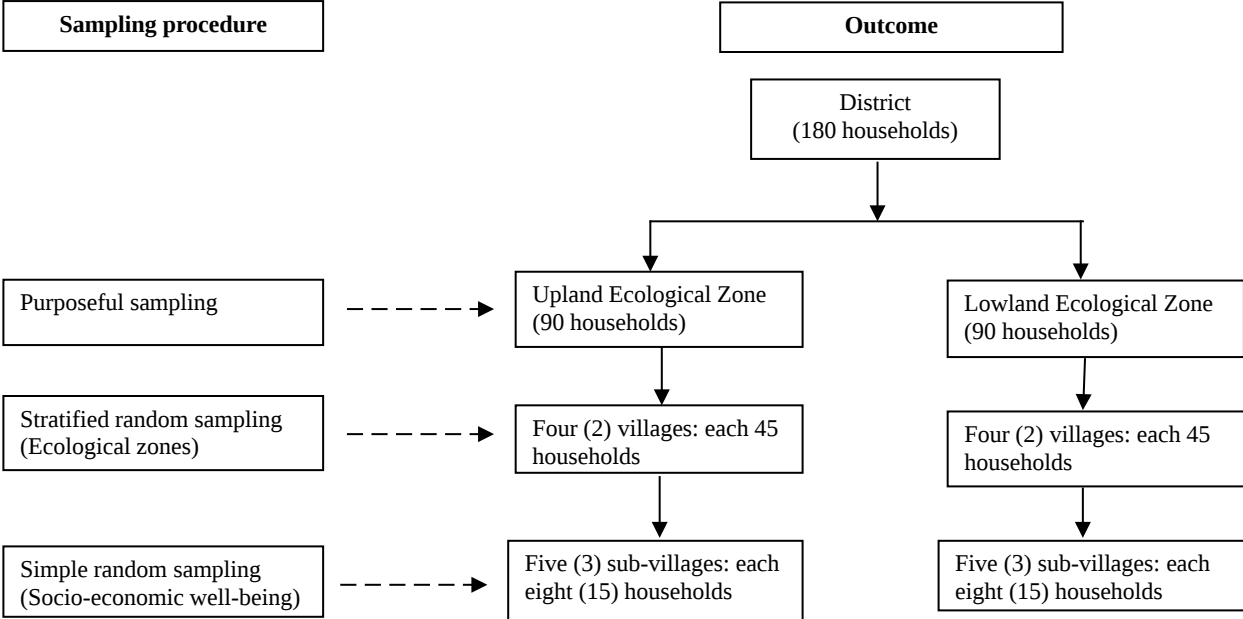 Sampling procedure
Outcome
District
(180 households)
Purposeful sampling
Upland Ecological Zone
(90 households)
Lowland Ecological Zone
(90 households)
Stratified random sampling
(Ecological zones)
Four (2) villages: each 45
households
Four (2) villages: each 45
households
Simple random sampling
(Socio-economic well-being)
Five (3) sub-villages: each
eight (15) households
Five (3) sub-villages: each
eight (15) households